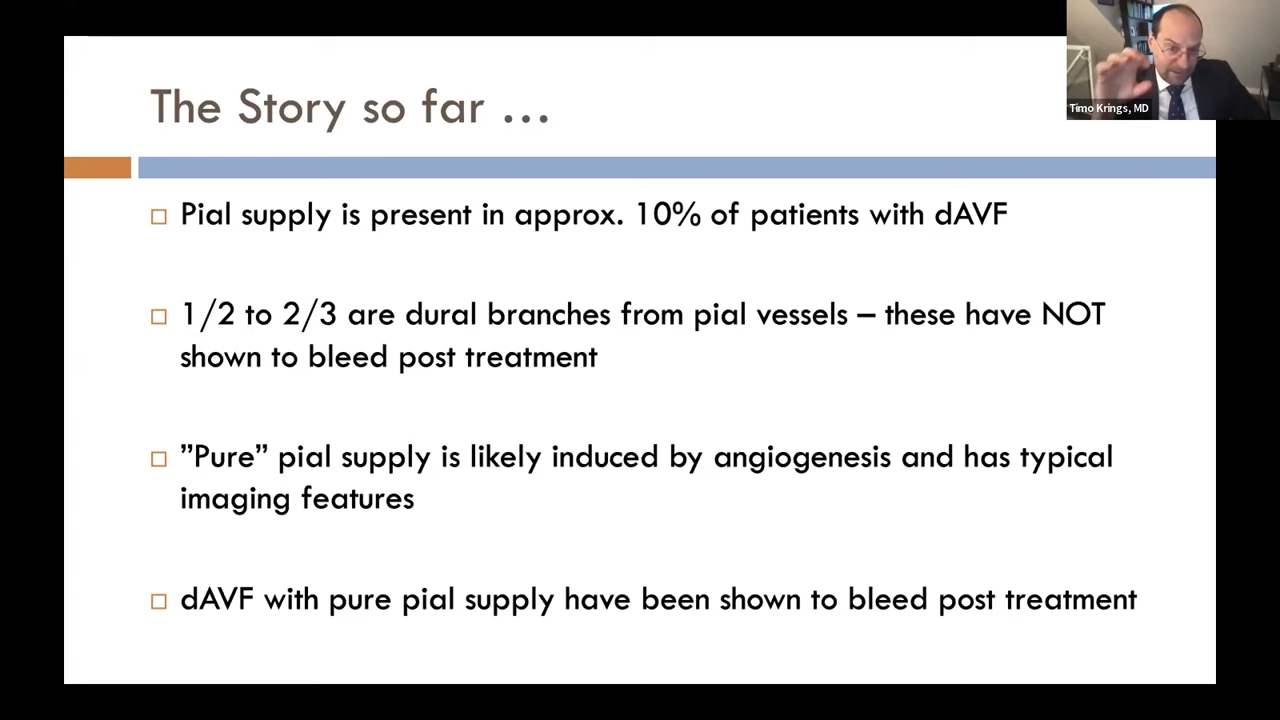 Timo Krings, MD
The Story so far ...
Pial supply is present in approx. 10% of patients with dAVF
1/2 to 2/3 are dural branches from pial vessels – these have NOT
shown to bleed post treatment
”Pure” pial supply is likely induced by angiogenesis and has typical
imaging features
dAVF with pure pial supply have been shown to bleed post treatment